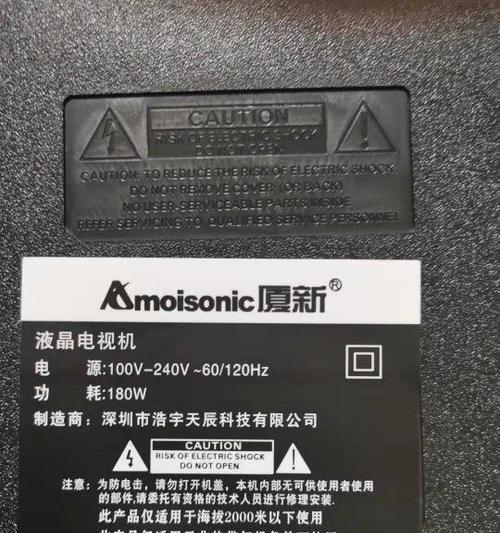 CAUTION
RISK OF ELECTRIC SHOCK
DO NOT OPEN
CAUTION: TO REDUCE THE RISK OF ELECTRIC SHOCK,
DO NOT REMOVE COVER (OR BACK)
NO USER-SERVICEABLE PARTS INSIDE
REFER SERVICING TO QUALIFIED SERVICE PERSONNEL
Amoisonic厦新®
液晶电视机
电 源:100V-240V ~60/120Hz
功 耗:180W
制造商: 深圳市浩宇天辰科技有限公司
CAUTION
RISK OF ELECTRIC SHOCK
DO NOT OPEN
注意: 为防电击，请勿打开机盖，本机内部无可供使用者使用
的部件,请委托有资格的技术人员进行修理安装.
此产品仅适用于海拔2000米以下使用